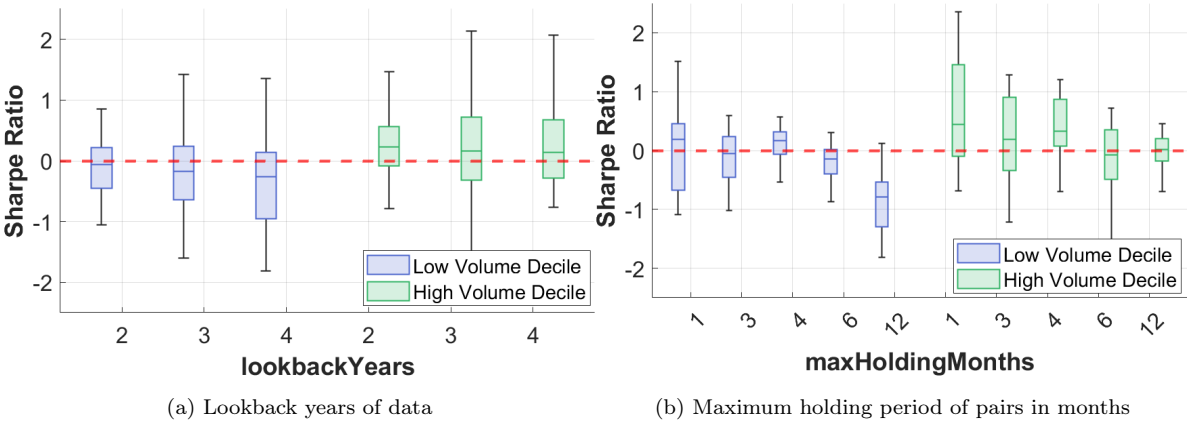 Sharpe Ratio
2
1
0
-1
-2
Low Volume Decile
High Volume Decile
2 3 4 2 3 4
lookbackYears
(a) Lookback years of data
Sharpe Ratio
2
1
0
-1
-2
Low Volume Decile
High Volume Decile
1 3 4 6 12 1 3 4 6 12
maxHoldingMonths
(b) Maximum holding period of pairs in months